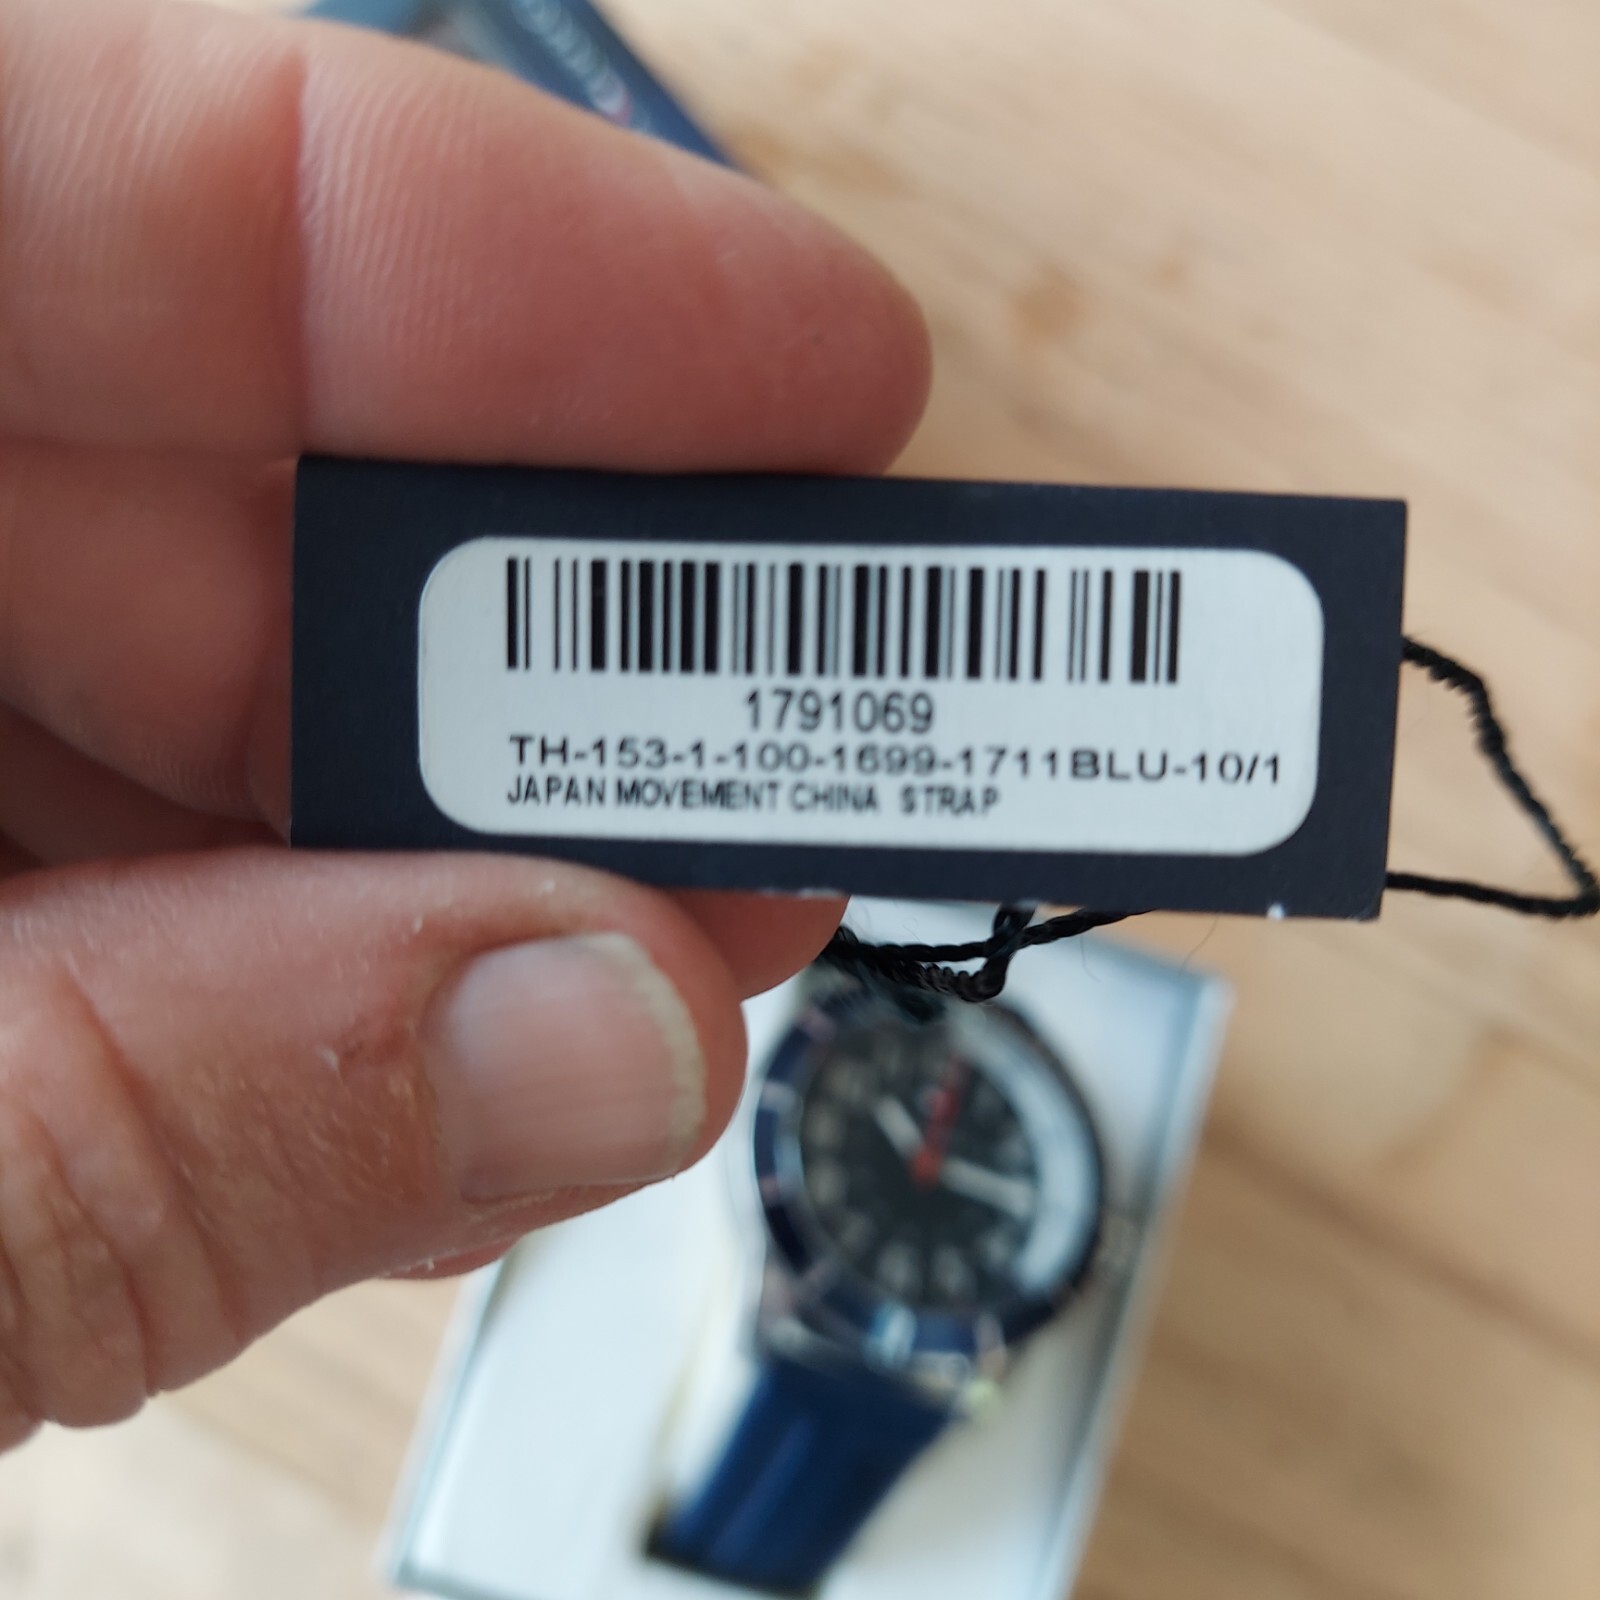 1791069
TH-153-1-100-1699-1711BLU-10/1
JAPAN MOVEMENT CHINA STRAP